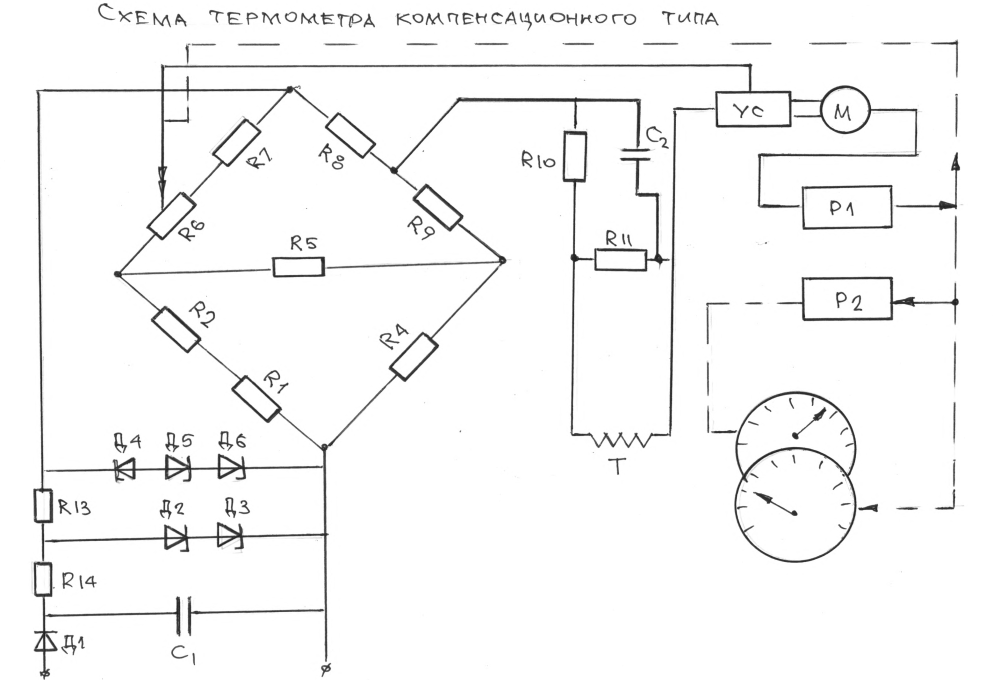 Схема термометра компенсационного типа
УС
М
R7
R8
C2
R10
R6
R9
R11
P1
R5
P2
R2
R4
R1
Д4 Д5 Д6
T
R13
Д2 Д3
R14
Д1
C1